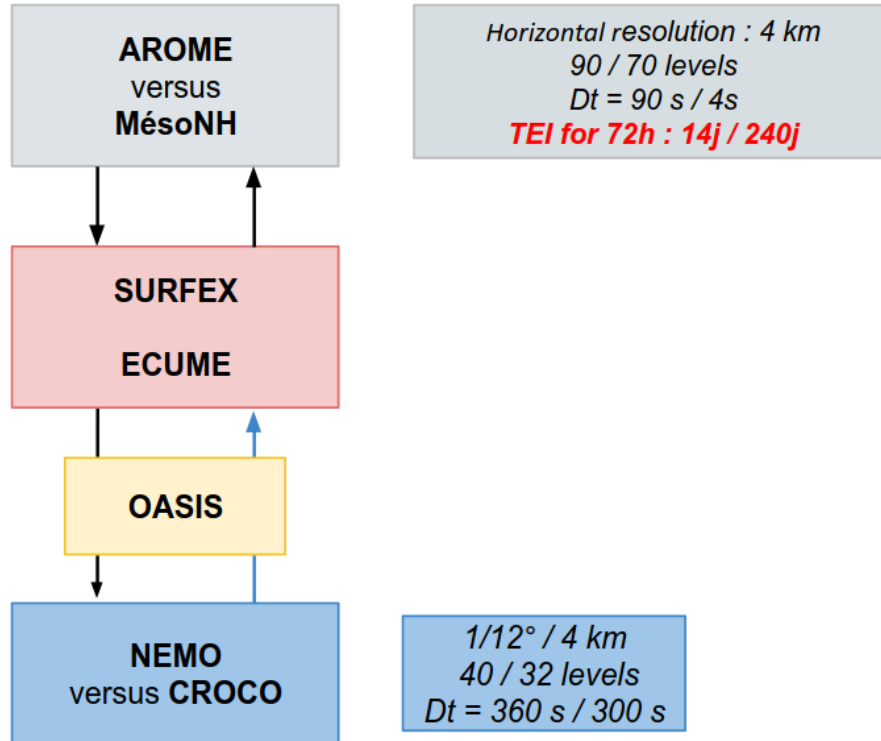 AROME
versus
MésoNH
Horizontal resolution : 4 km
90 / 70 levels
Dt = 90 s / 4s
TEI for 72h : 14j / 240j
SURFEX
ECUME
OASIS
NEMO
versus CROCO
1/12° / 4 km
40 / 32 levels
Dt = 360 s / 300 s